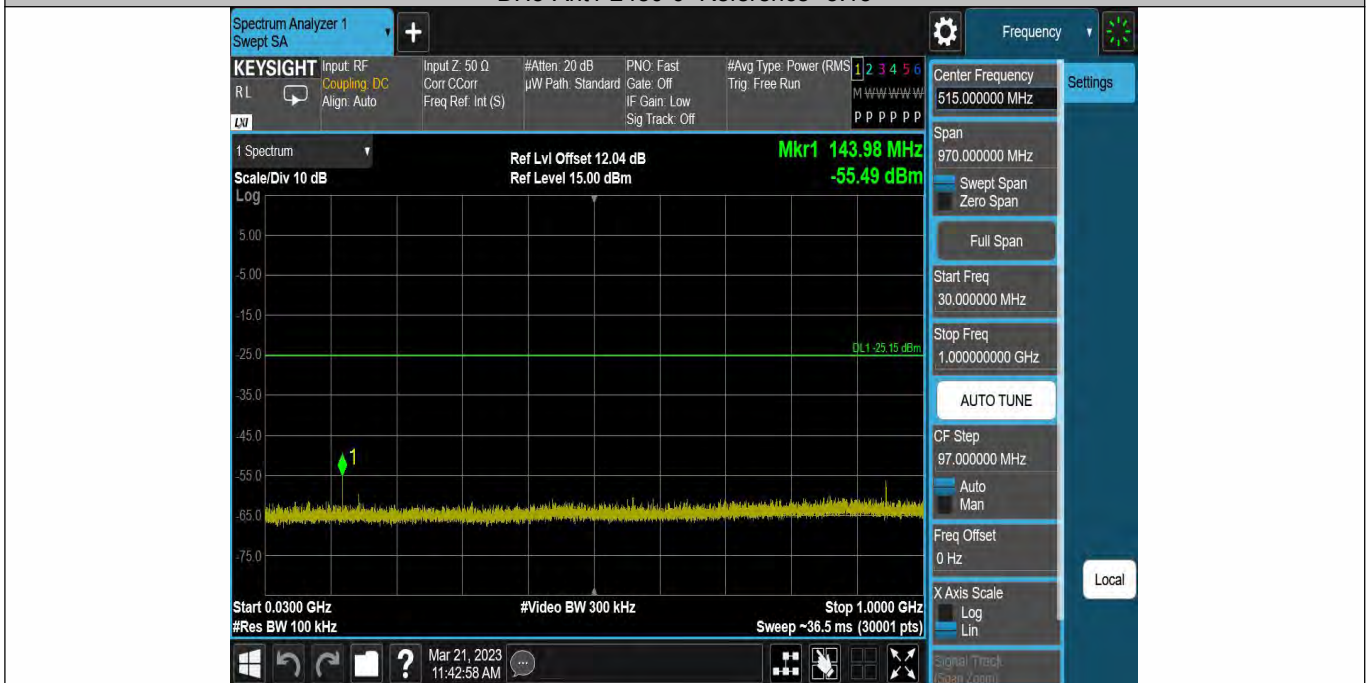 Spectrum Analyzer 1
Swept SA
+
Frequency
KEYSIGHT
RL
LXI
Input: RF
Coupling: DC
Align: Auto
Input Z: 50 Ω
Corr CCorr
Freq Ref: Int (S)
#Atten: 20 dB
µW Path: Standard
PNO: Fast
Gate: Off
IF Gain: Low
Sig Track: Off
#Avg Type: Power (RMS
Trig: Free Run
1 2 3 4 5 6
M W W W W W
P P P P P P
1 Spectrum
Scale/Div 10 dB
Log
Ref Lvl Offset 12.04 dB
Ref Level 15.00 dBm
Mkr1 143.98 MHz
-55.49 dBm
5.00
-5.00
-15.0
-25.0
DL1 -25.15 dBm
-35.0
-45.0
1
-55.0
-65.0
-75.0
Start 0.0300 GHz
#Res BW 100 kHz
#Video BW 300 kHz
Stop 1.0000 GHz
Sweep ~36.5 ms (30001 pts)
Center Frequency
515.000000 MHz
Settings
Span
970.000000 MHz
Swept Span
Zero Span
Full Span
Start Freq
30.000000 MHz
Stop Freq
1.000000000 GHz
AUTO TUNE
CF Step
97.000000 MHz
Auto
Man
Freq Offset
0 Hz
X Axis Scale
Log
Lin
Local
Signal Track
(Span Zoom)
?
Mar 21, 2023
11:42:58 AM